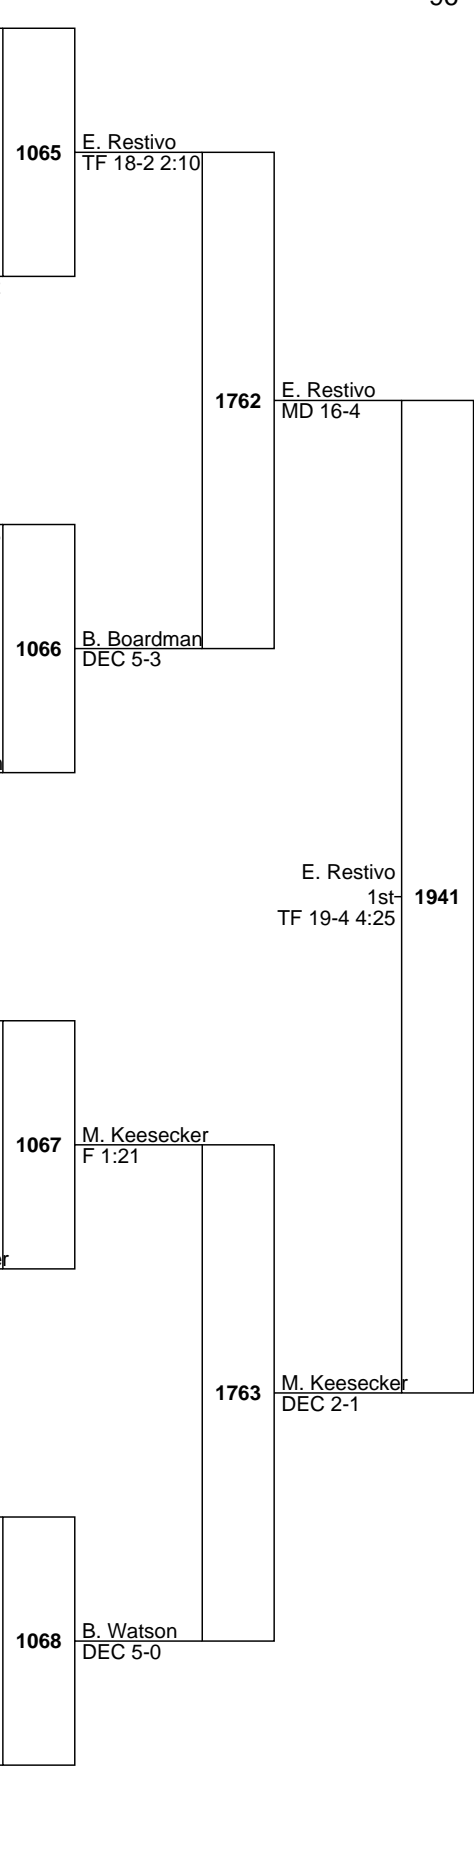 1065
E. Restivo
TF 18-2 2:10
1762
E. Restivo
MD 16-4
1066
B. Boardman
DEC 5-3
E. Restivo
1st
TF 19-4 4:25
1941
1067
M. Keesecker
F 1:21
1763
M. Keesecker
DEC 2-1
1068
B. Watson
DEC 5-0